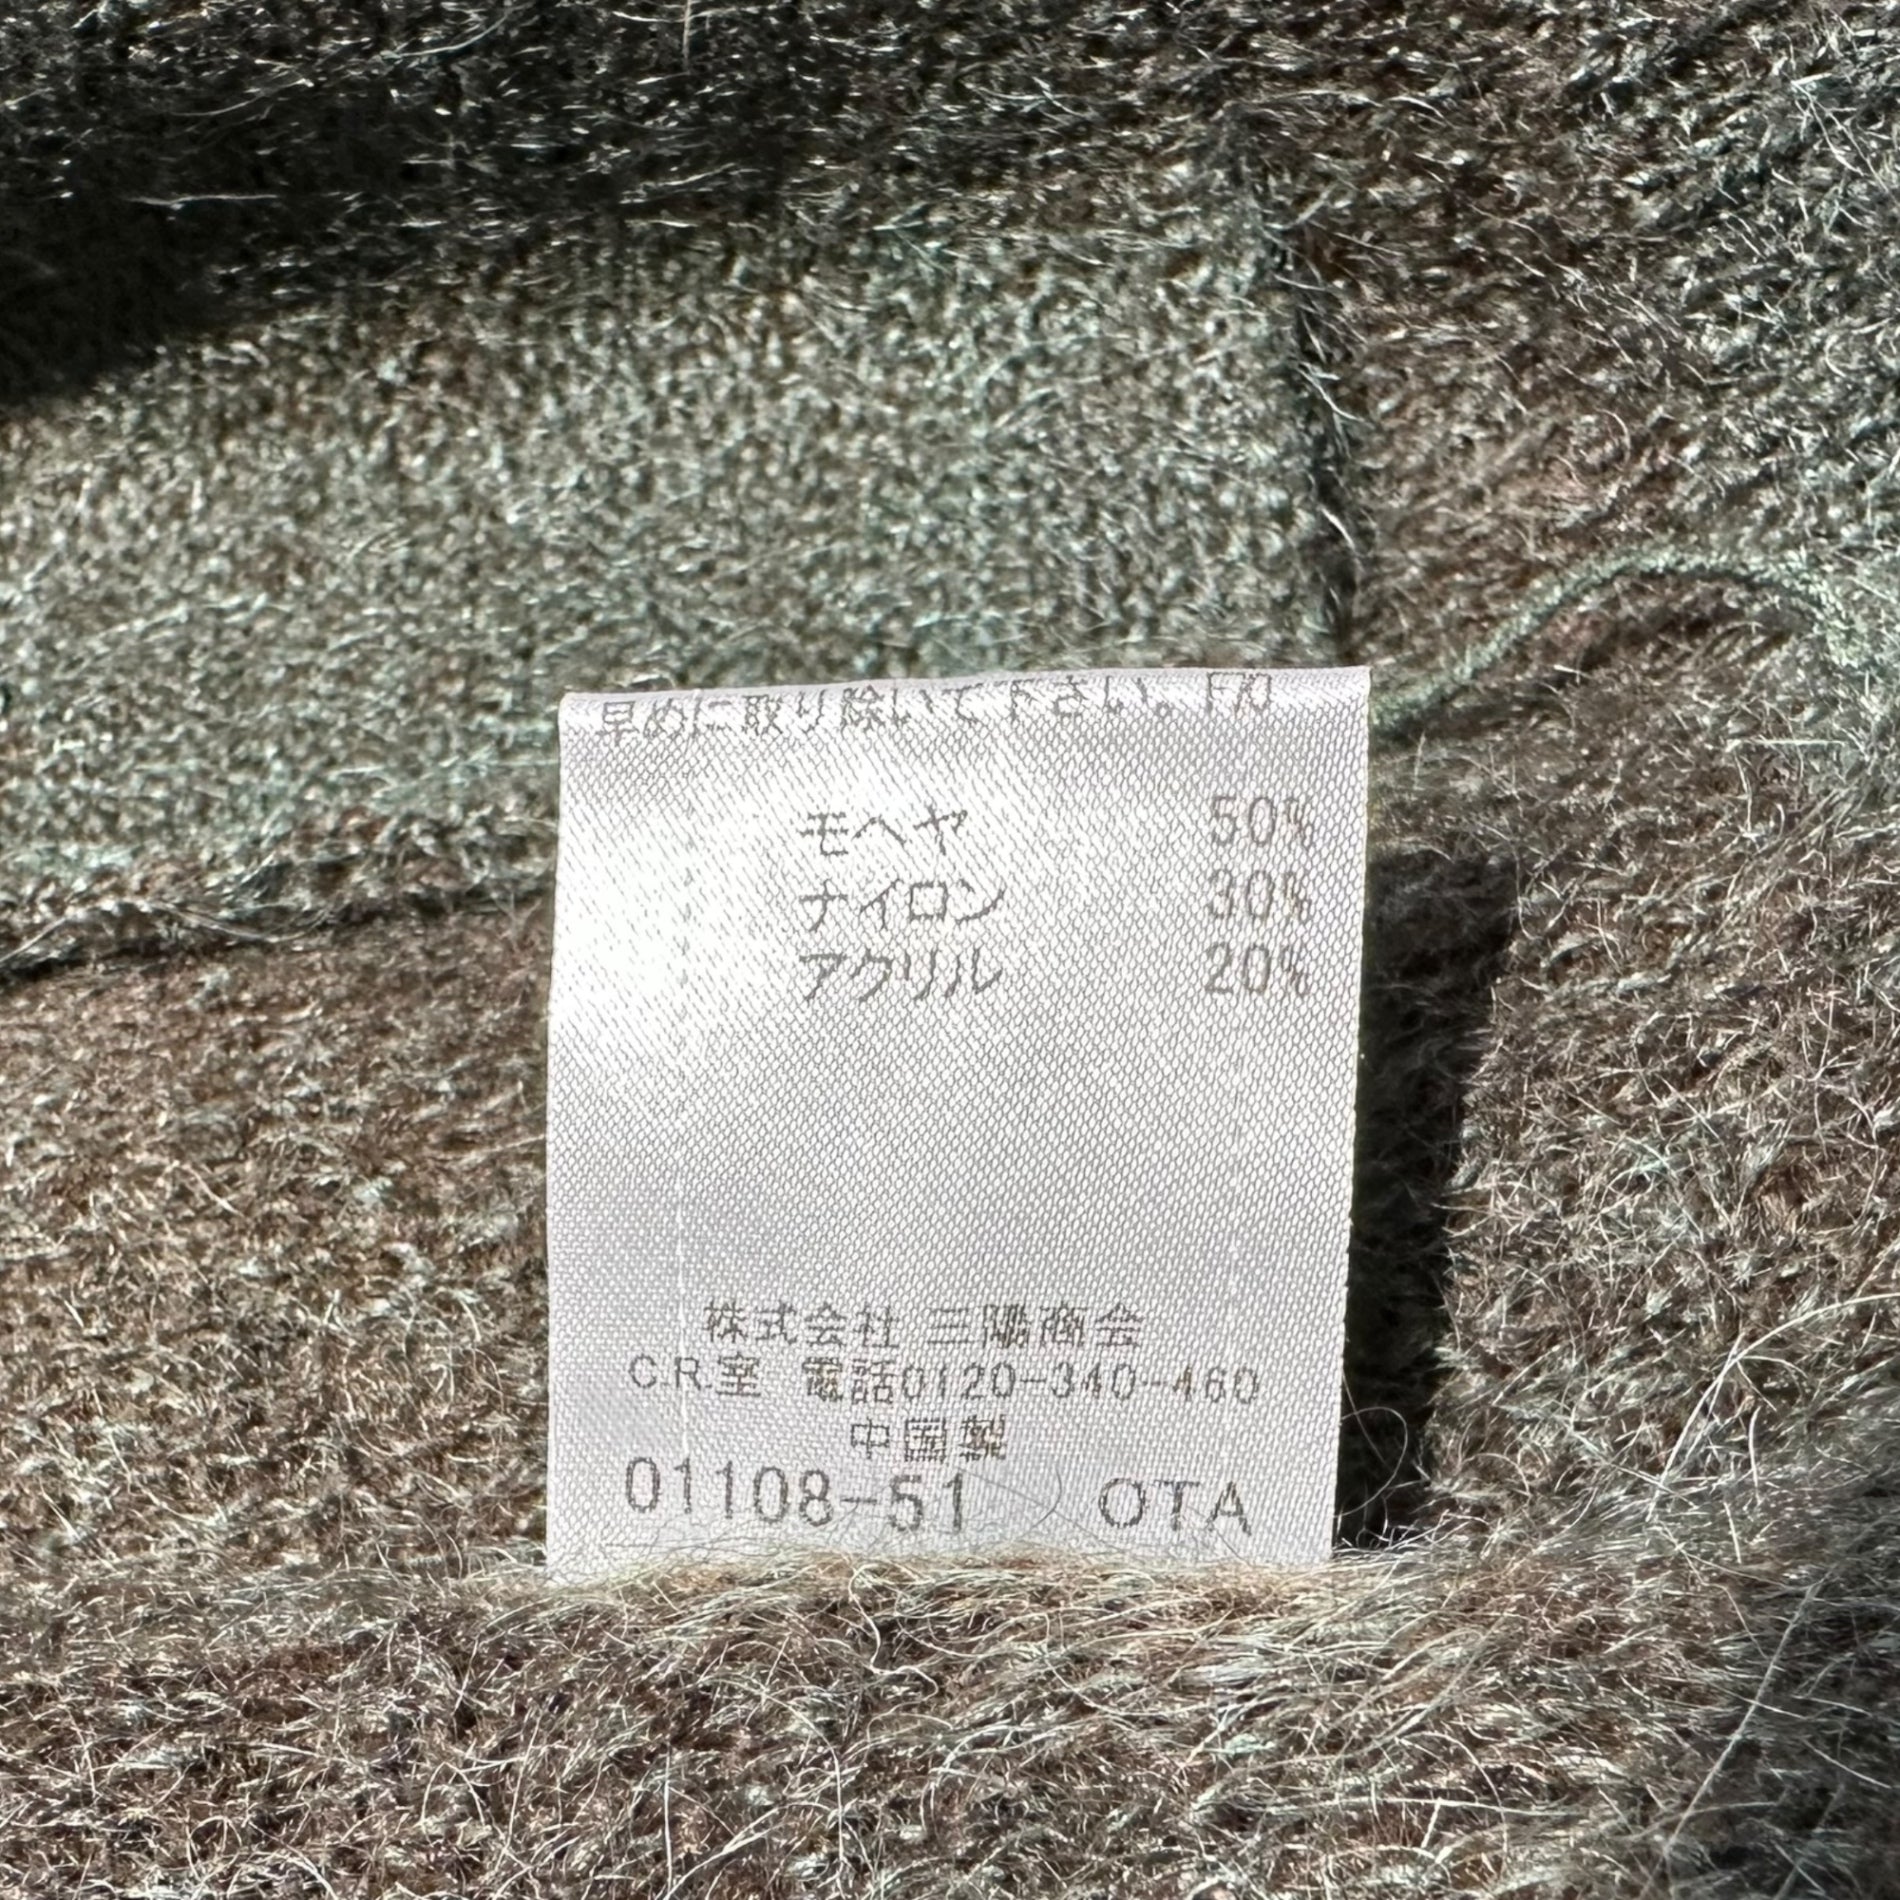 早めに取り除いて下さい。F70
モヘヤ 50%
ナイロン 30%
アクリル 20%
株式会社 三陽商会
C.R.室 電話0120-340-460
中国製
01108-51 OTA